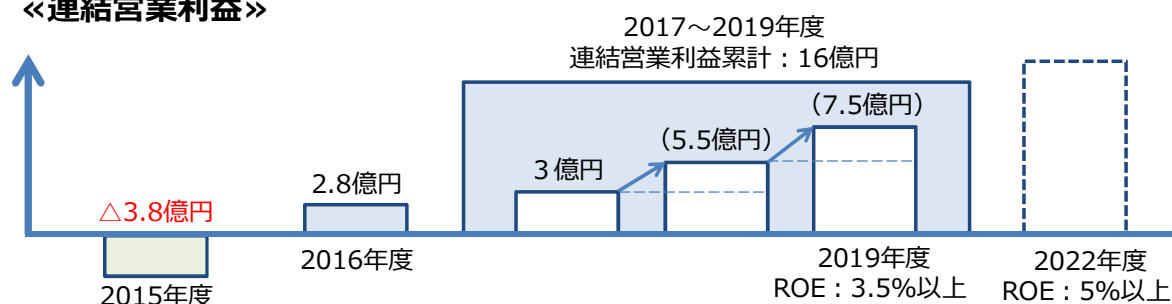 ≪連結営業利益≫
2017～2019年度
連結営業利益累計：16億円
（7.5億円）
（5.5億円）
３億円
2.8億円
△3.8億円
2015年度
2016年度
2019年度
ROE：3.5%以上
2022年度
ROE：5%以上